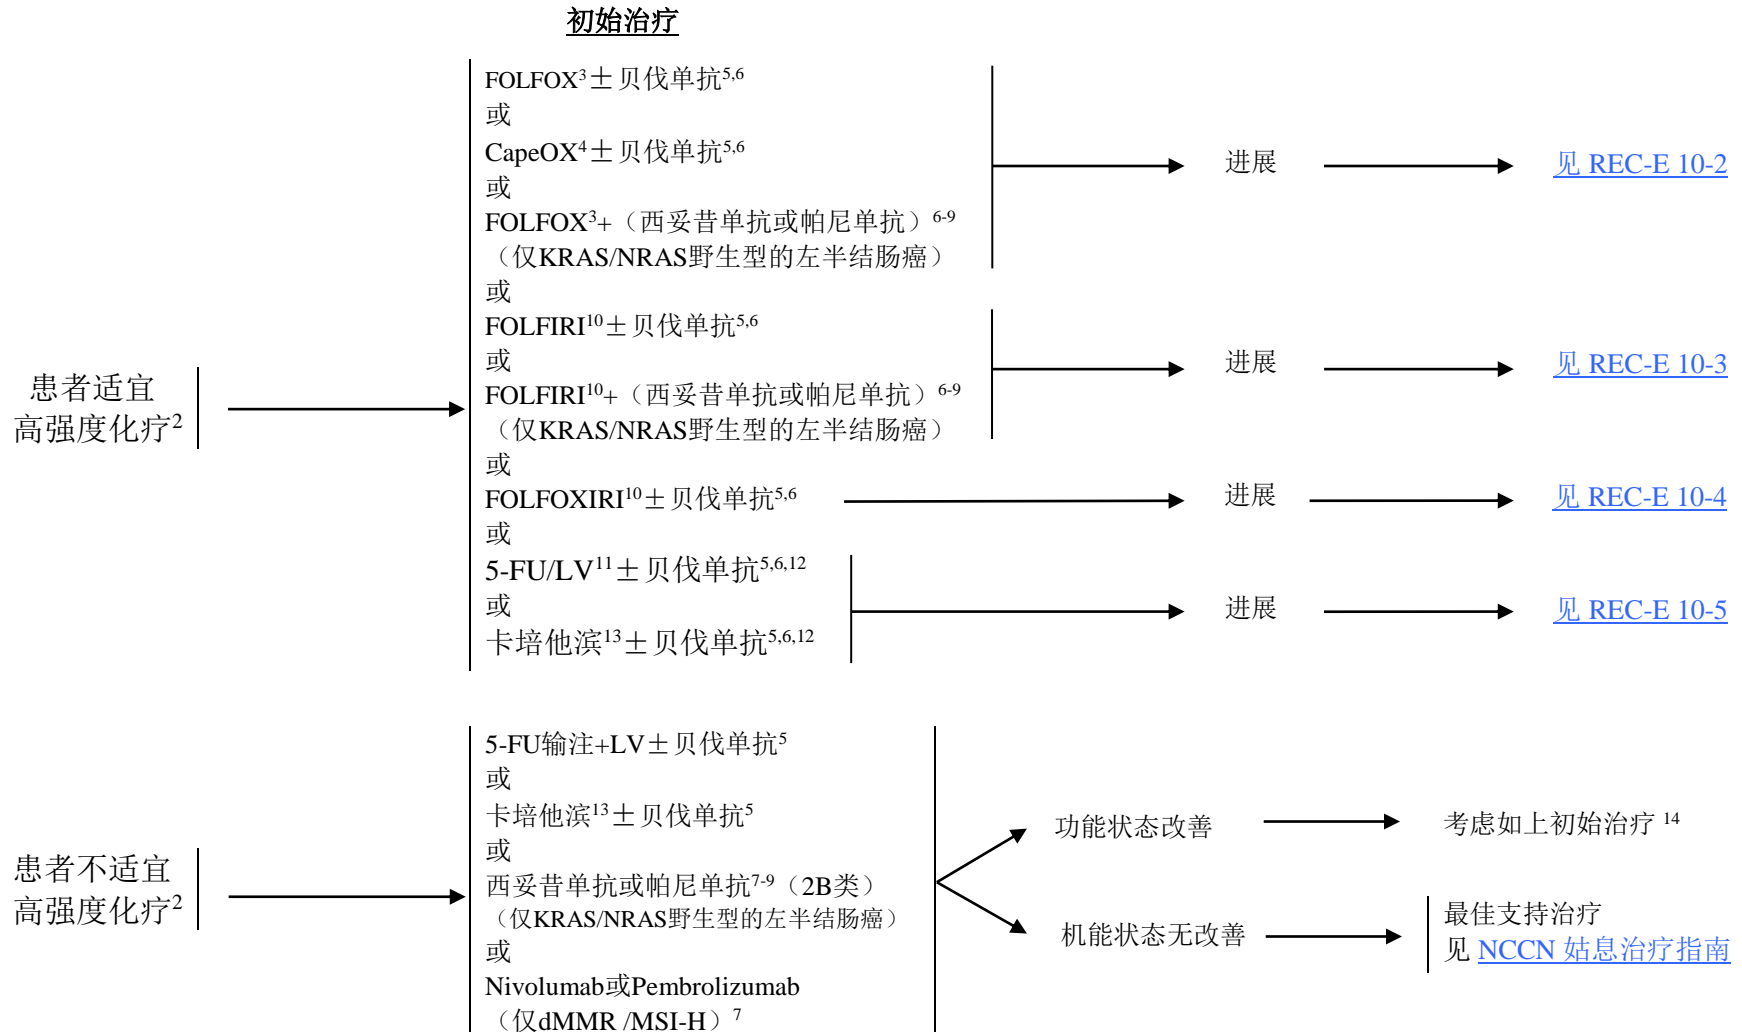 初始治疗
FOLFOX3±贝伐单抗5,6
或
CapeOX4±贝伐单抗5,6
或
FOLFOX3+（西妥昔单抗或帕尼单抗）6-9
（仅KRAS/NRAS野生型的左半结肠癌）
进展
见 REC-E 10-2
或
FOLFIRI10±贝伐单抗5,6
或
FOLFIRI10+（西妥昔单抗或帕尼单抗）6-9
（仅KRAS/NRAS野生型的左半结肠癌）
进展
见 REC-E 10-3
患者适宜
高强度化疗2
或
FOLFOXIRI10±贝伐单抗5,6
进展
见 REC-E 10-4
或
5-FU/LV11±贝伐单抗5,6,12
或
卡培他滨13±贝伐单抗5,6,12
进展
见 REC-E 10-5
患者不适宜
高强度化疗2
5-FU输注+LV±贝伐单抗5
或
卡培他滨13±贝伐单抗5
或
西妥昔单抗或帕尼单抗7-9（2B类）
（仅KRAS/NRAS野生型的左半结肠癌）
或
Nivolumab或Pembrolizumab
（仅dMMR /MSI-H）7
功能状态改善
考虑如上初始治疗 14
机能状态无改善
最佳支持治疗
见 NCCN 姑息治疗指南